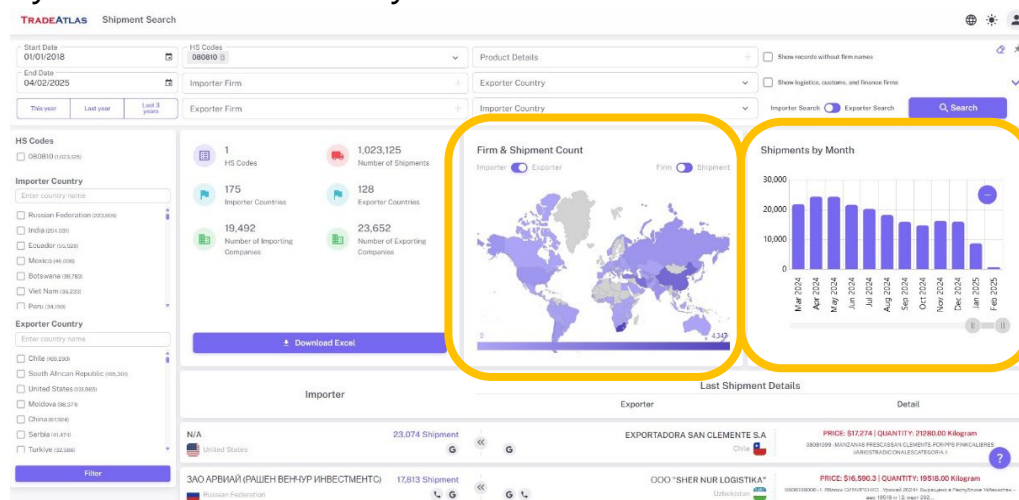 TRADEATLAS Shipment Search
Start Date
01/01/2018
HS Codes
080810
Product Details
Show records without firm names
End Date
04/02/2025
Importer Firm
Exporter Country
Show logistics, customs, and finance firms
This year
Last year
Last 3 years
Exporter Firm
Importer Country
Importer Search
Exporter Search
Search
HS Codes
080810 (1,023,125)
Importer Country
Enter country name
Russian Federation
India
Ecuador
Mexico
Botswana
Viet Nam
Peru
Exporter Country
Enter country name
Chile
South African Republic
United States
Moldova
China
Serbia
Turkiye
Filter
1
HS Codes
1,023,125
Number of Shipments
175
Importer Countries
128
Exporter Countries
19,492
Number of Importing
Companies
23,652
Number of Exporting
Companies
Download Excel
Firm & Shipment Count
Importer
Exporter
Firm
Shipment
0
4,347
Shipments by Month
30,000
20,000
10,000
0
Mar 2024
Apr 2024
May 2024
Jun 2024
Jul 2024
Aug 2024
Sep 2024
Oct 2024
Nov 2024
Dec 2024
Jan 2025
Feb 2025
Importer
Last Shipment Details
Exporter
Detail
N/A
23,074 Shipment
United States
G
G
EXPORTADORA SAN CLEMENTE S.A
Chile
PRICE: $17,274 | QUANTITY: 21280.00 Kilogram
ЗАО АРВИАЙ (РАШЕН ВЕНЧУР ИНВЕСТМЕНТС)
17,813 Shipment
Russian Federation
G
G
ООО "SHER NUR LOGISTIKA"
Uzbekistan
PRICE: $16,590.3 | QUANTITY: 19518.00 Kilogram
?